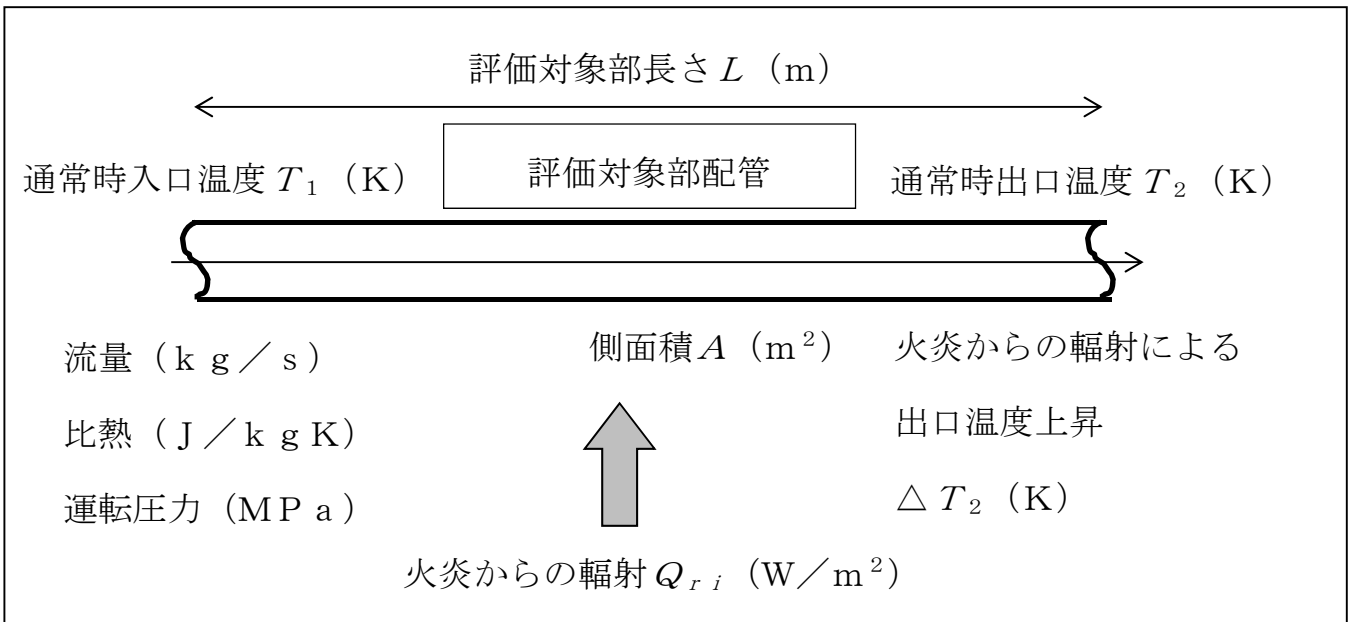 評価対象部長さL（m）
通常時入口温度T₁（K）
評価対象部配管
通常時出口温度T₂（K）
流量（ｋｇ／ｓ）
側面積A（m²）
火炎からの輻射による
比熱（Ｊ／ｋｇＫ）
出口温度上昇
運転圧力（ＭＰａ）
△T₂（K）
火炎からの輻射Qri（W／m²）